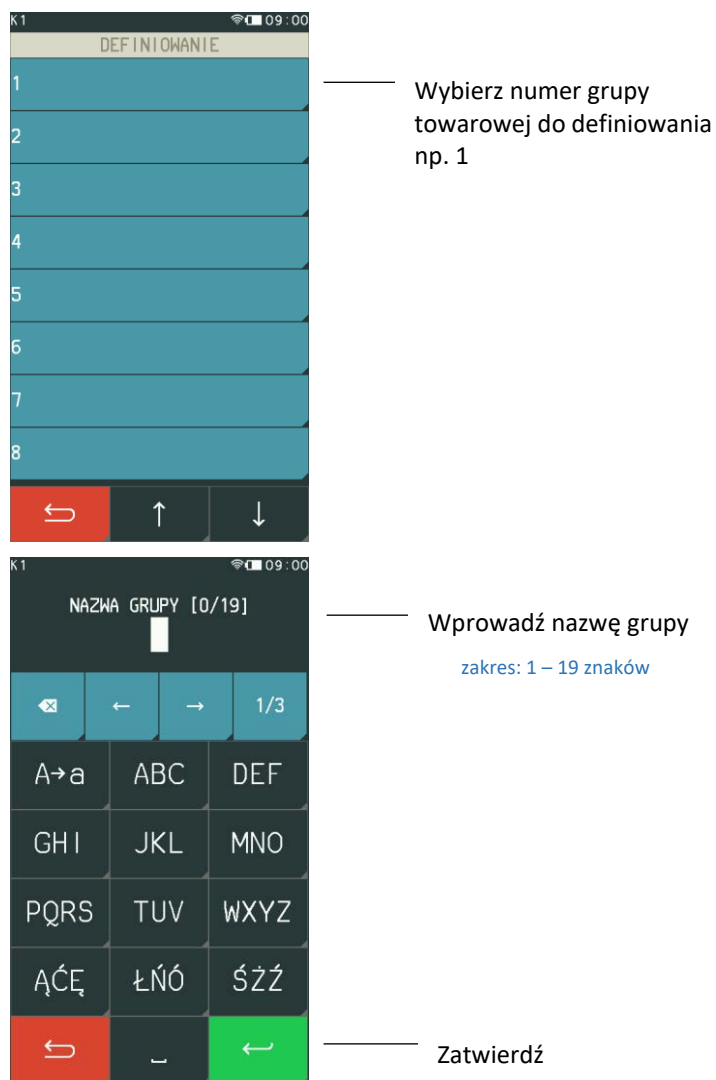 K1 09:00
DEFINIOWANIE
1
2
3
4
5
6
7
8
↑ ↓
Wybierz numer grupy
towarowej do definiowania
np. 1
K1 09:00
NAZWA GRUPY [0/19]
← → 1/3
A→a ABC DEF
GHI JKL MNO
PQRS TUV WXYZ
ĄĆĘ ŁŃÓ ŚŻŹ
Wprowadź nazwę grupy
zakres: 1 – 19 znaków
Zatwierdź